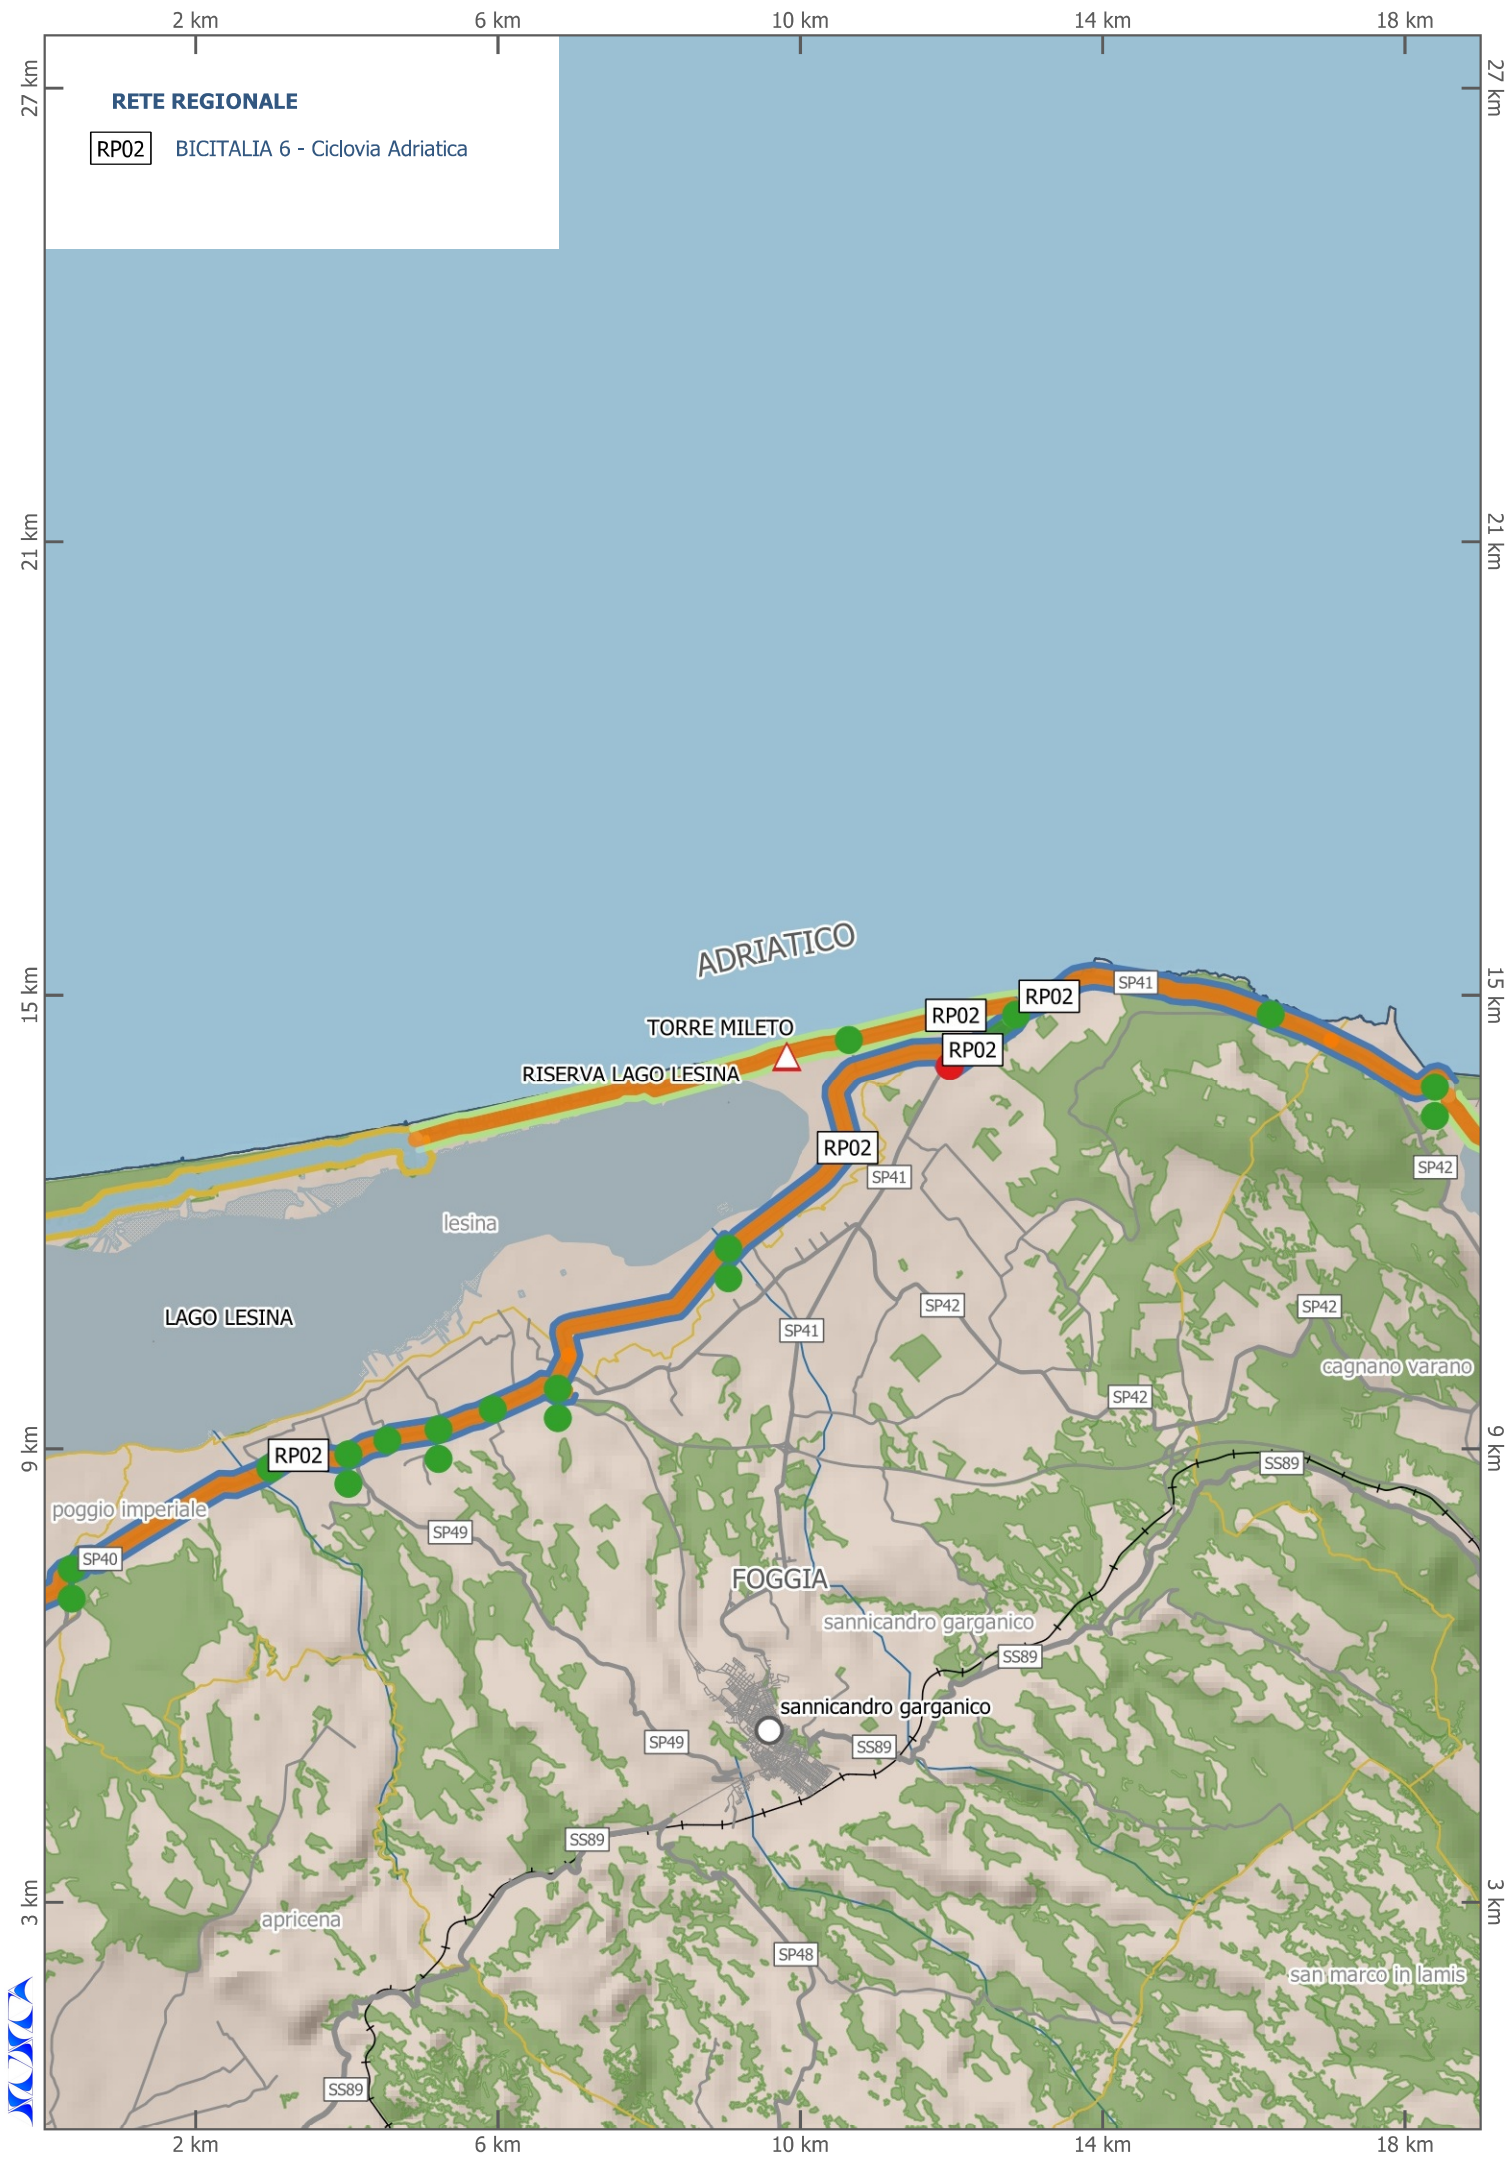 2 km 6 km 10 km 14 km 18 km
27 km 27 km
RETE REGIONALE
RP02 BICITALIA 6 - Ciclovia Adriatica
21 km 21 km
ADRIATICO
15 km 15 km
SP41
RP02
RP02
TORRE MILETO
RP02
RISERVA LAGO LESINA
RP02
SP42
SP41
lesina
SP42
SP42
LAGO LESINA
SP41
cagnano varano
SP42
9 km 9 km
RP02
SS89
poggio imperiale
SP49
SP40
FOGGIA
sannicandro garganico
SS89
sannicandro garganico
SP49
SS89
SS89
3 km 3 km
apricena
SP48
san marco in lamis
SS89
2 km 6 km 10 km 14 km 18 km